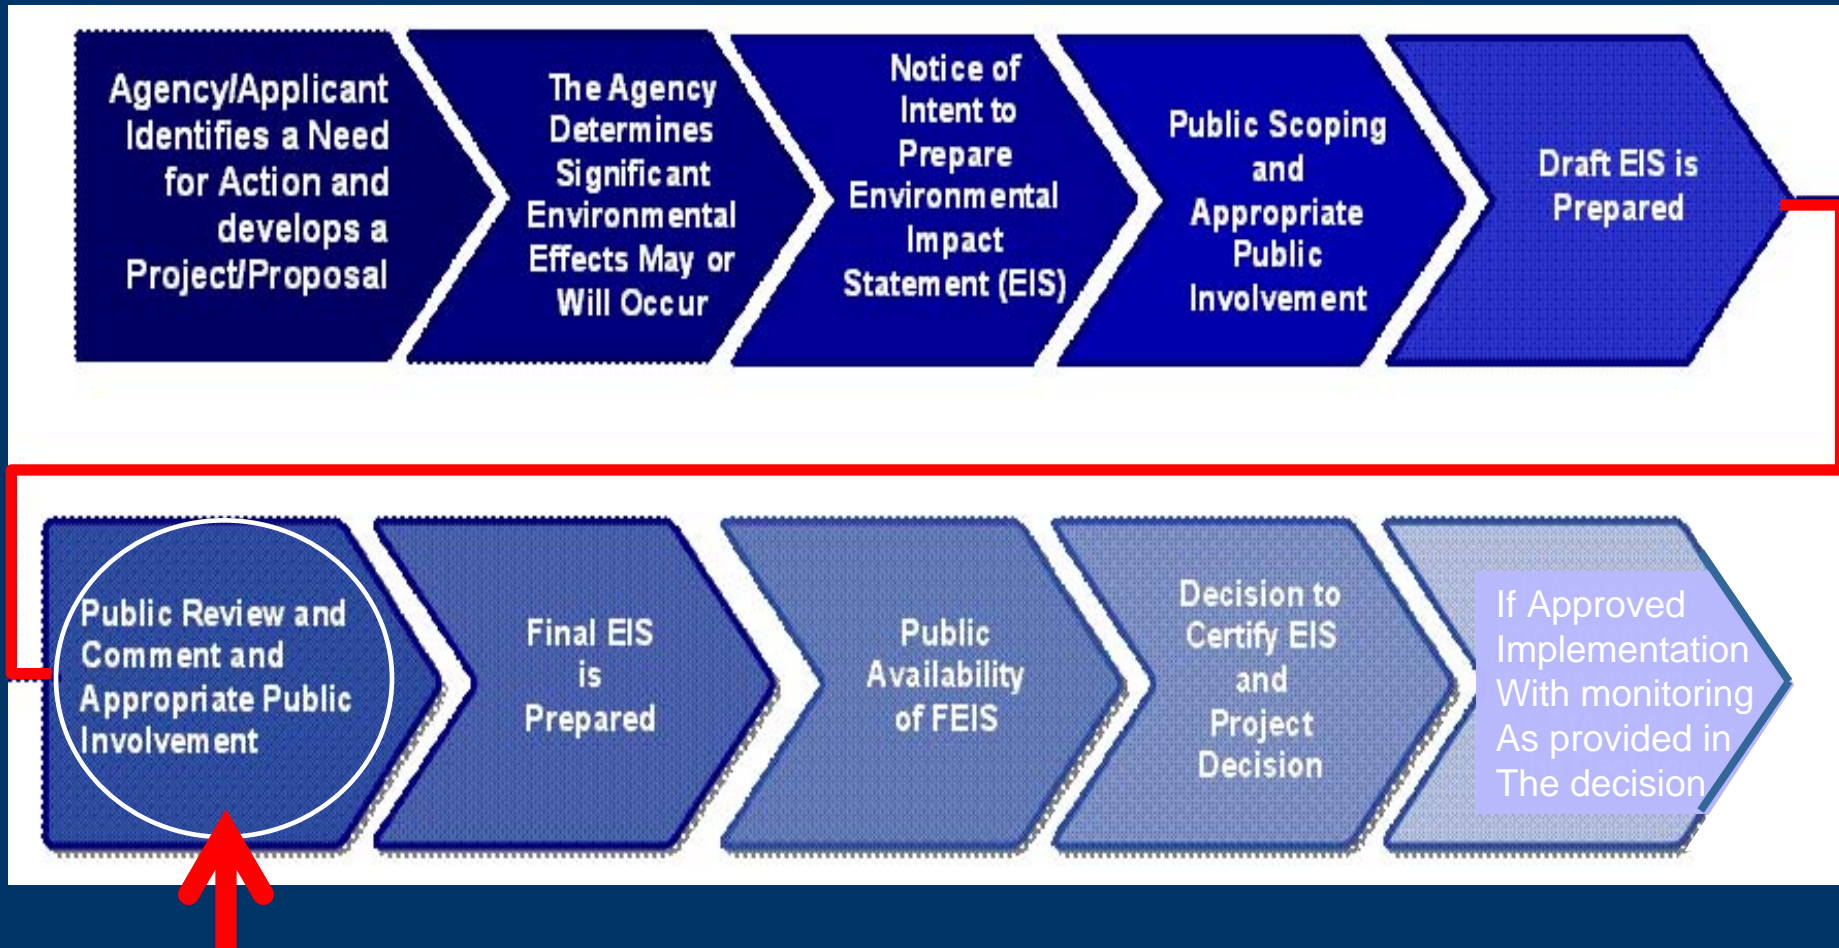 Agency/Applicant
Identifies a Need
for Action and
develops a
Project/Proposal
The Agency
Determines
Significant
Environmental
Effects May or
Will Occur
Notice of
Intent to
Prepare
Environmental
Impact
Statement (EIS)
Public Scoping
and
Appropriate
Public
Involvement
Draft EIS is
Prepared
Public Review and
Comment and
Appropriate Public
Involvement
Final EIS
is
Prepared
Public
Availability
of FEIS
Decision to
Certify EIS
and
Project
Decision
If Approved
Implementation
With monitoring
As provided in
The decision